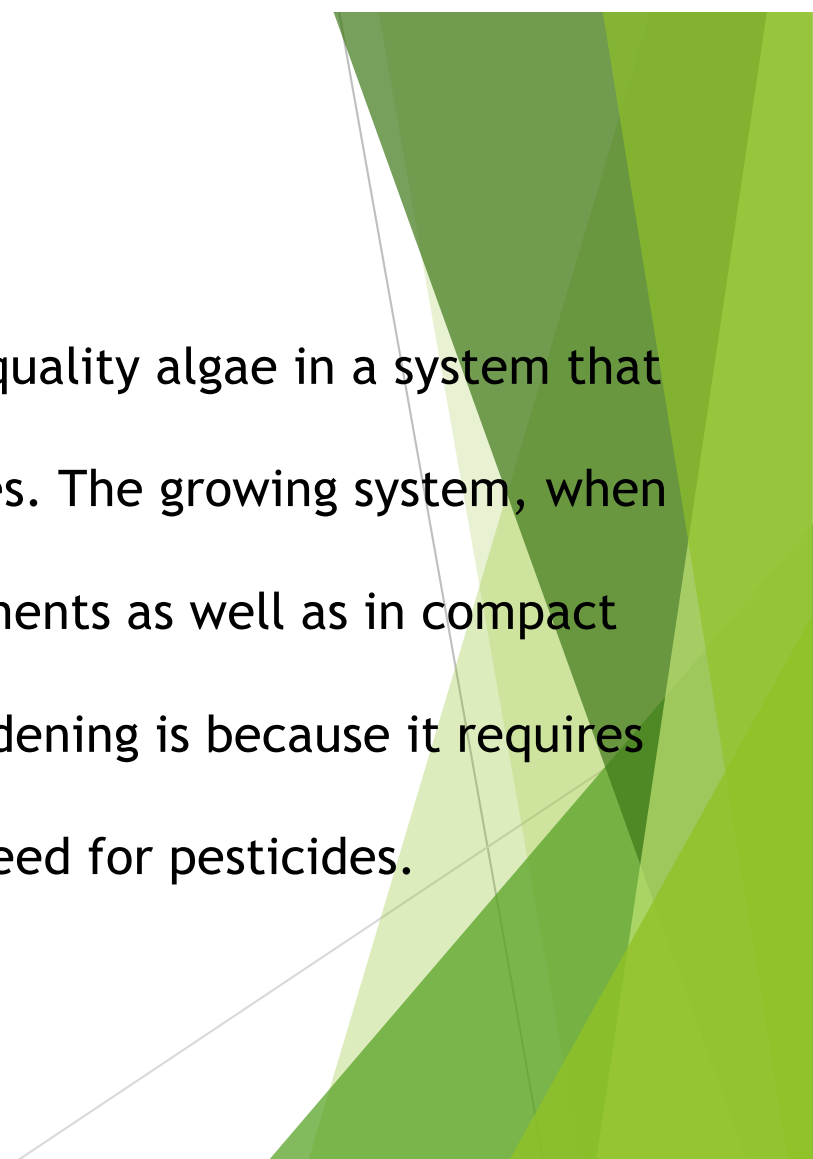 quality algae in a system that
es. The growing system, when
ments as well as in compact
dening is because it requires
eed for pesticides.